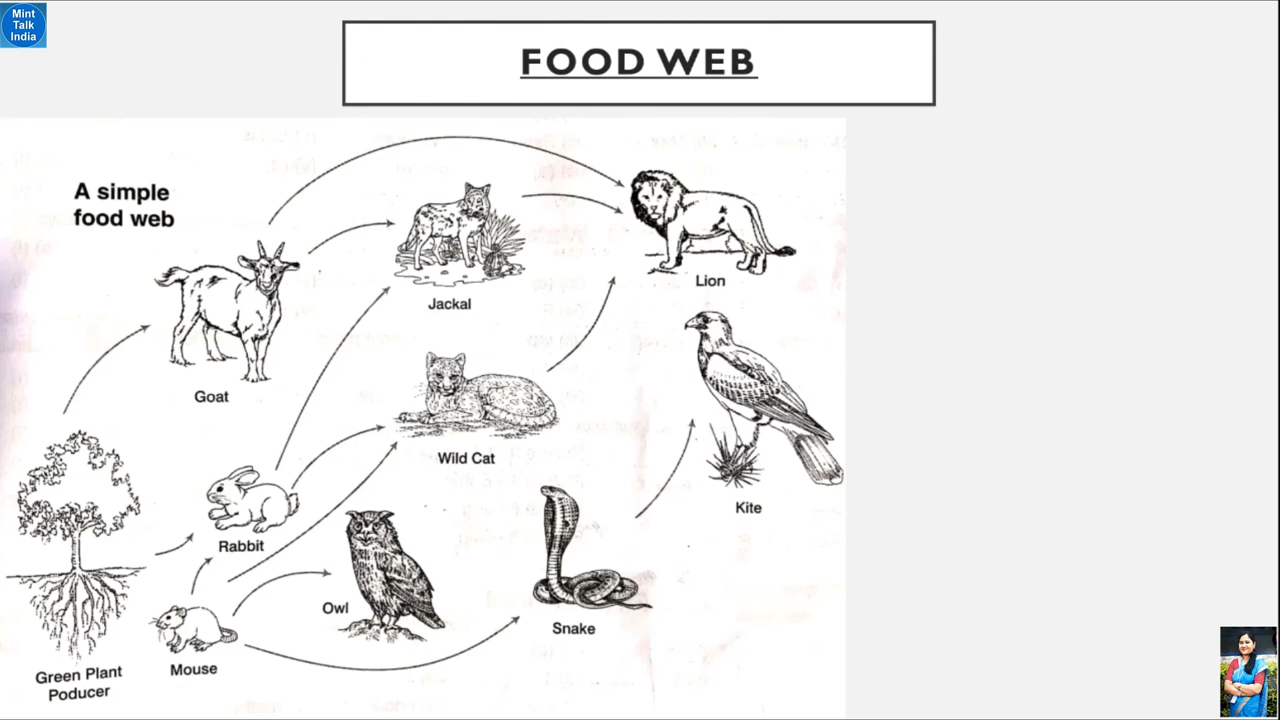 Mint
Talk
India
FOOD WEB
A simple
food web
Lion
Jackal
Goat
Wild Cat
Kite
Rabbit
Owl
Snake
Mouse
Green Plant
Poducer